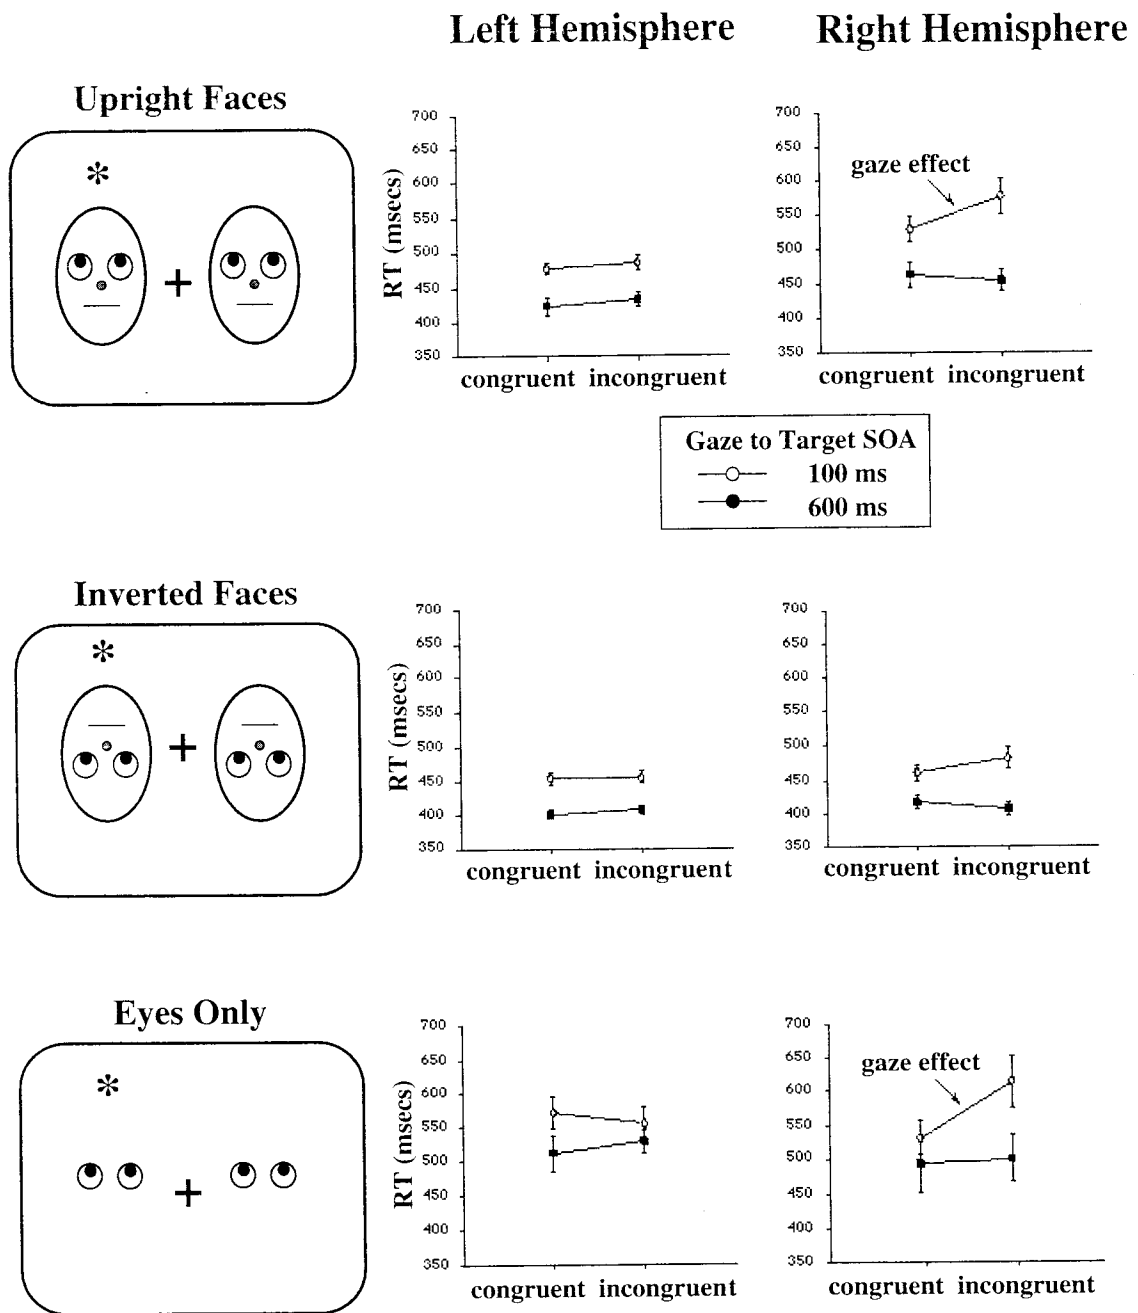 Left Hemisphere
Right Hemisphere
Upright Faces
*
+
RT (msecs)
700
650
600
550
500
450
400
350
congruent incongruent
700
650
600
550
500
450
400
350
gaze effect
congruent incongruent
Gaze to Target SOA
100 ms
600 ms
Inverted Faces
*
+
RT (msecs)
700
650
600
550
500
450
400
350
congruent incongruent
700
650
600
550
500
450
400
350
congruent incongruent
Eyes Only
*
+
RT (msecs)
700
650
600
550
500
450
400
350
congruent incongruent
700
650
600
550
500
450
400
350
gaze effect
congruent incongruent